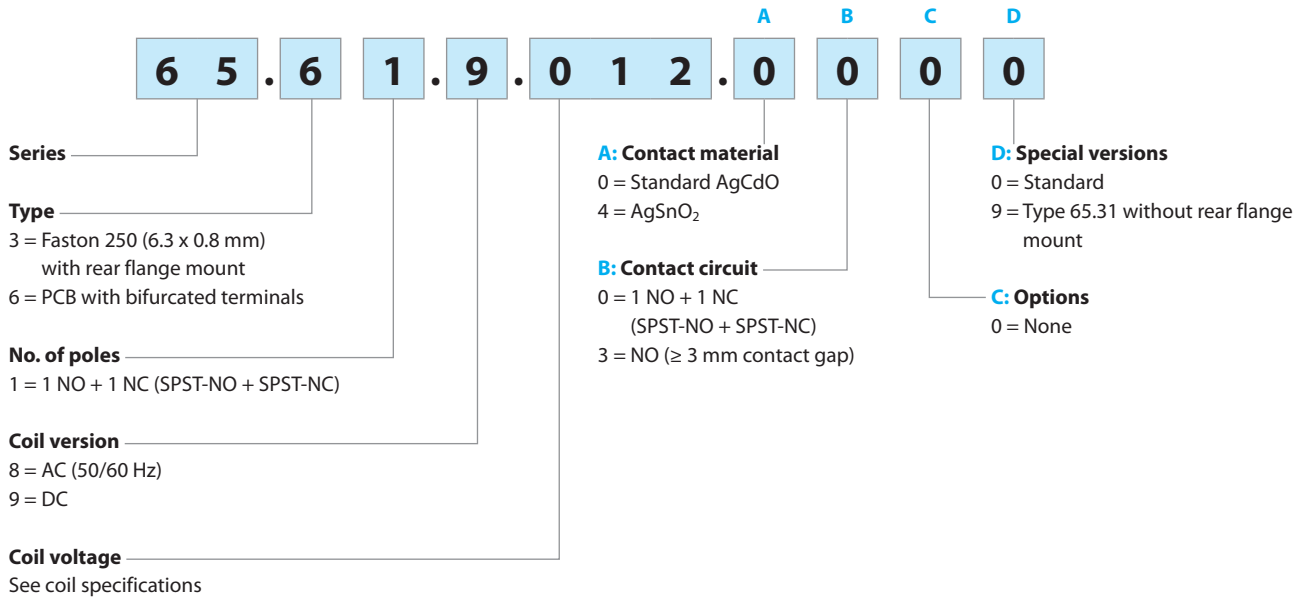 A B C D
6 5 . 6 1 . 9 . 0 1 2 . 0 0 0 0
Series
Type
3 = Faston 250 (6.3 x 0.8 mm)
with rear flange mount
6 = PCB with bifurcated terminals
No. of poles
1 = 1 NO + 1 NC (SPST-NO + SPST-NC)
Coil version
8 = AC (50/60 Hz)
9 = DC
Coil voltage
See coil specifications
A: Contact material
0 = Standard AgCdO
4 = AgSnO₂
B: Contact circuit
0 = 1 NO + 1 NC
(SPST-NO + SPST-NC)
3 = NO (≥ 3 mm contact gap)
D: Special versions
0 = Standard
9 = Type 65.31 without rear flange
mount
C: Options
0 = None